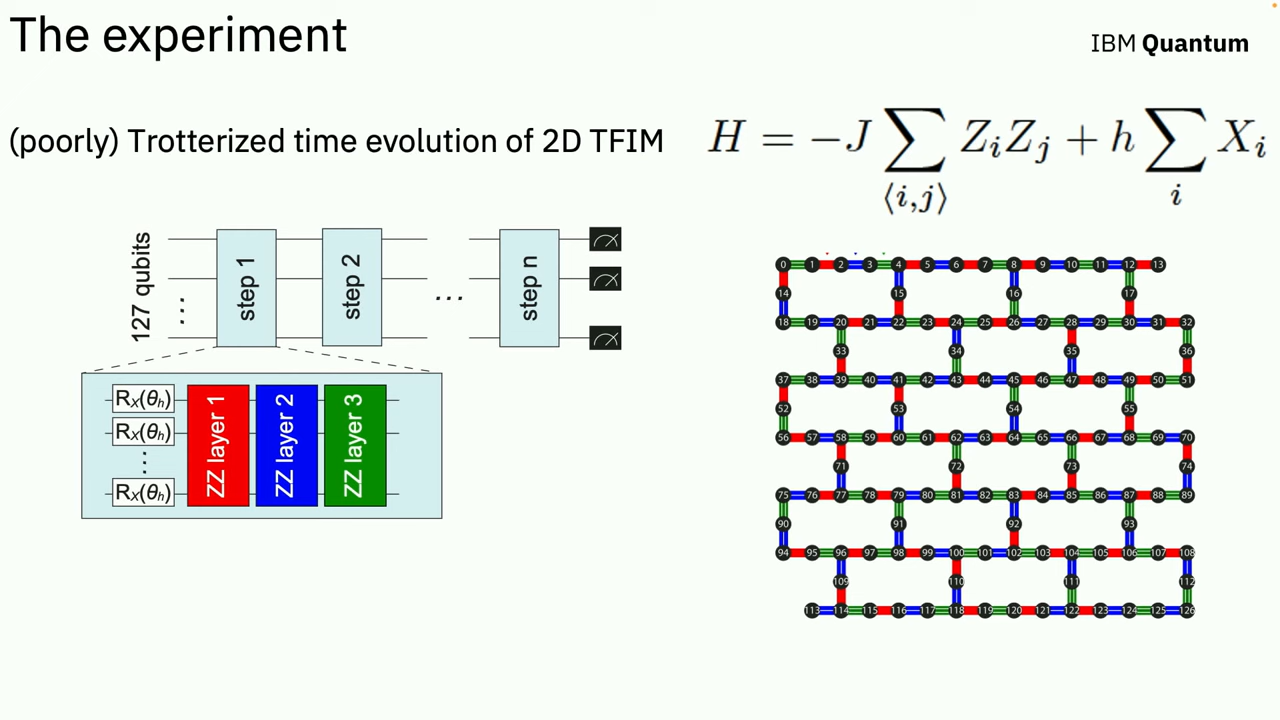 The experiment
IBM Quantum
(poorly) Trotterized time evolution of 2D TFIM
H = −J ∑ ZᵢZⱼ + h ∑ Xᵢ
⟨i,j⟩ i
127 qubits
step 1
step 2
...
step n
Rₓ(θₕ)
Rₓ(θₕ)
Rₓ(θₕ)
ZZ layer 1
ZZ layer 2
ZZ layer 3
0 1 2 3 4 5 6 7 8 9 10 11 12 13
14 15 16 17
18 19 20 21 22 23 24 25 26 27 28 29 30 31 32
33 34 35 36
37 38 39 40 41 42 43 44 45 46 47 48 49 50 51
52 53 54 55
56 57 58 59 60 61 62 63 64 65 66 67 68 69 70
71 72 73 74
75 76 77 78 79 80 81 82 83 84 85 86 87 88 89
90 91 92 93
94 95 96 97 98 99 100 101 102 103 104 105 106 107 108
109 110 111 112
113 114 115 116 117 118 119 120 121 122 123 124 125 126